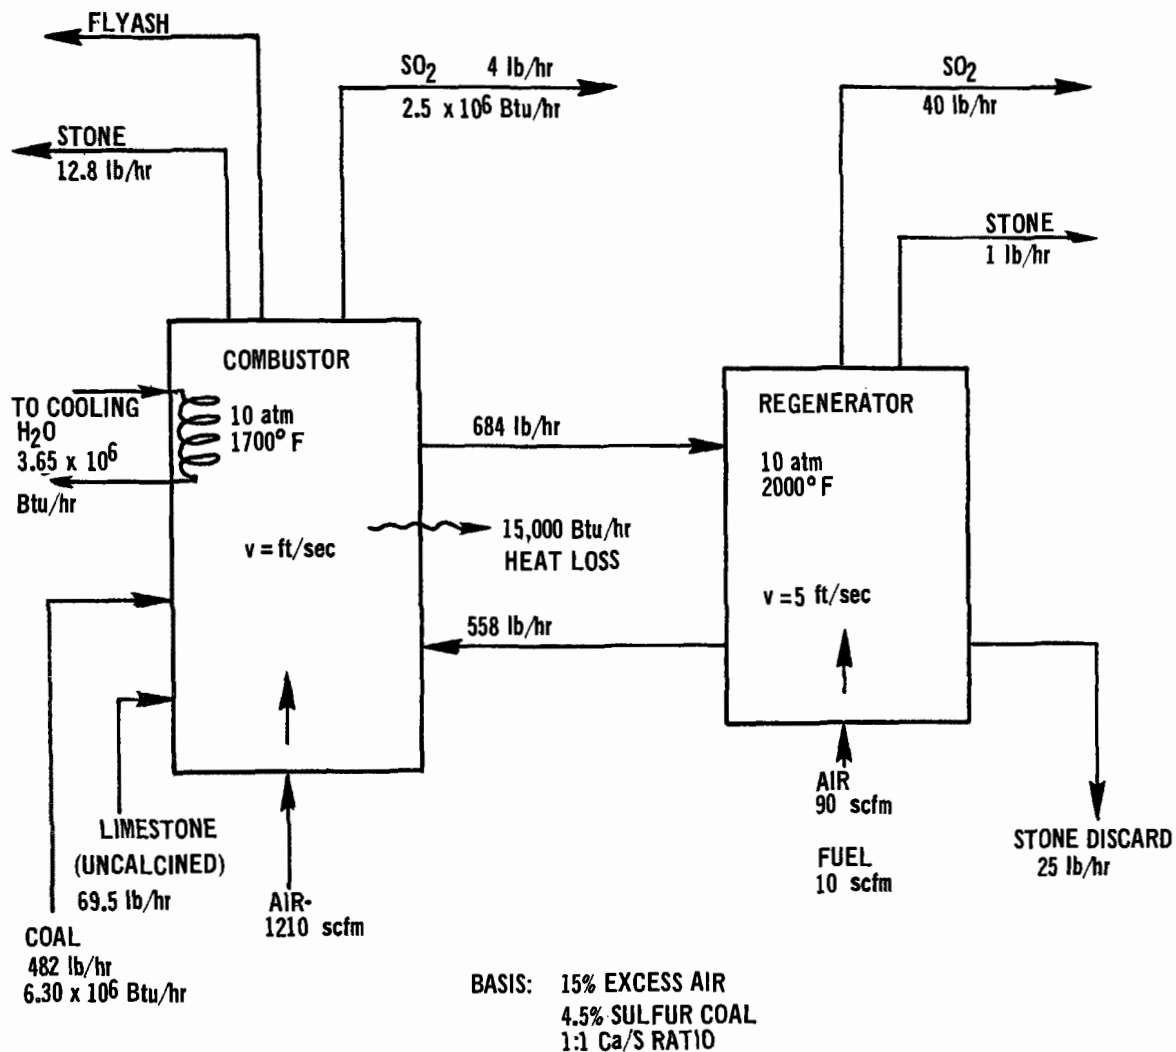 FLYASH
SO2 4 lb/hr
2.5 x 10^6 Btu/hr
SO2
40 lb/hr
STONE
12.8 lb/hr
STONE
1 lb/hr
COMBUSTOR
10 atm
1700° F
TO COOLING
H2O
3.65 x 10^6
Btu/hr
684 lb/hr
REGENERATOR
10 atm
2000° F
15,000 Btu/hr
HEAT LOSS
v = ft/sec
v = 5 ft/sec
558 lb/hr
LIMESTONE
(UNCALCINED)
69.5 lb/hr
AIR-
1210 scfm
AIR
90 scfm
FUEL
10 scfm
STONE DISCARD
25 lb/hr
COAL
482 lb/hr
6.30 x 10^6 Btu/hr
BASIS: 15% EXCESS AIR
4.5% SULFUR COAL
1:1 Ca/S RATIO